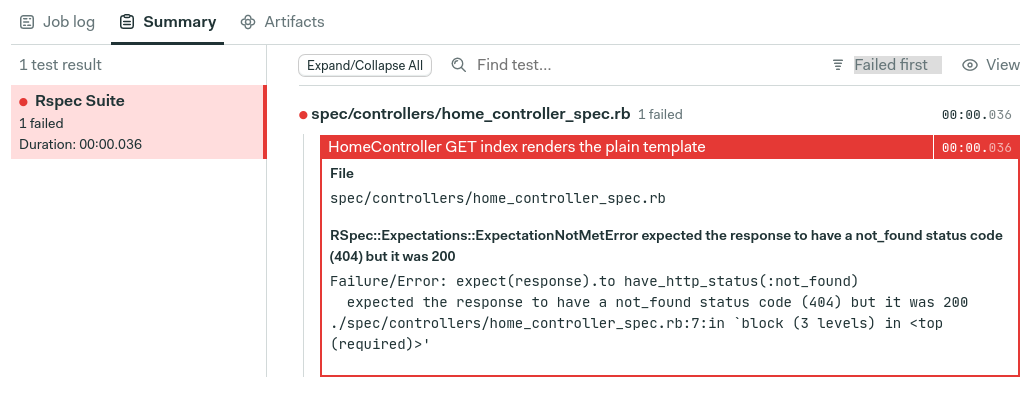 Job log Summary Artifacts
1 test result
Expand/Collapse All Find test... Failed first View
Rspec Suite
1 failed
Duration: 00:00.036
spec/controllers/home_controller_spec.rb 1 failed 00:00.036
HomeController GET index renders the plain template 00:00.036
File
spec/controllers/home_controller_spec.rb
RSpec::Expectations::ExpectationNotMetError expected the response to have a not_found status code
(404) but it was 200
Failure/Error: expect(response).to have_http_status(:not_found)
expected the response to have a not_found status code (404) but it was 200
./spec/controllers/home_controller_spec.rb:7:in `block (3 levels) in <top
(required)>'